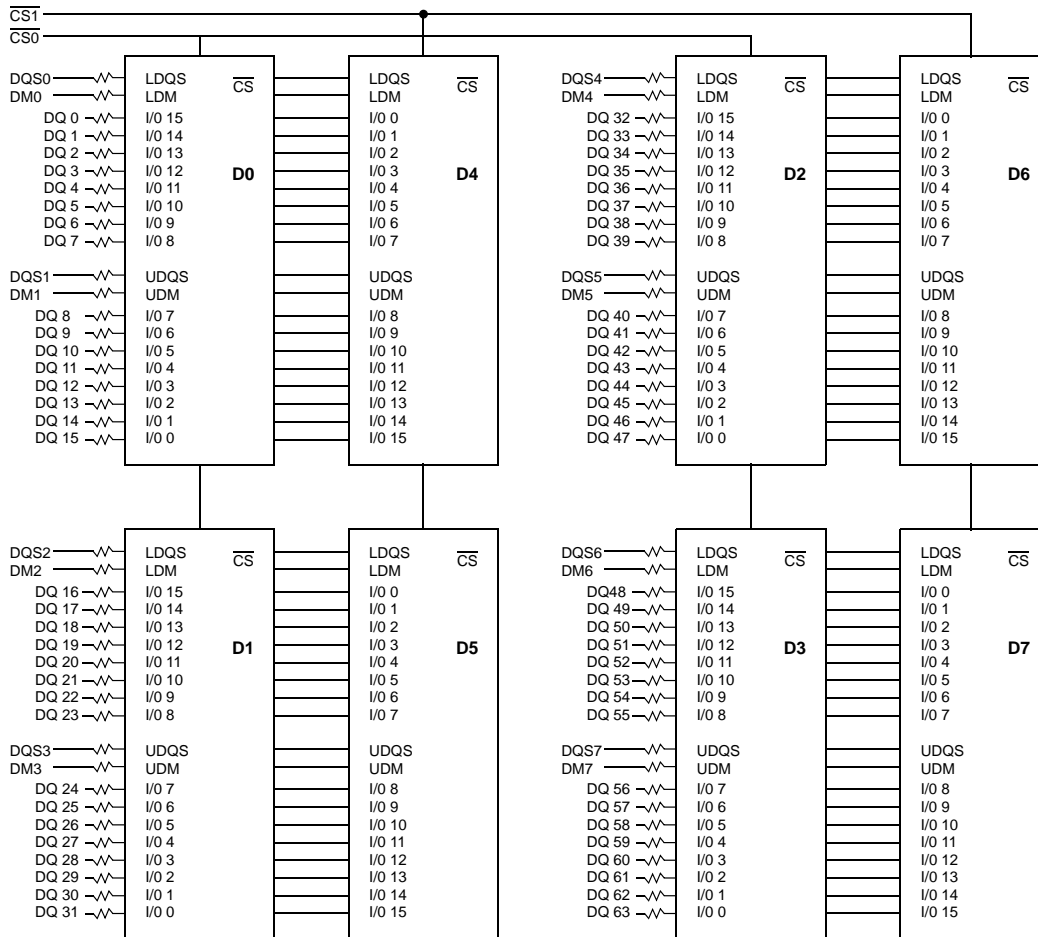 CS1
CS0
DQS0 LDQS CS LDQS CS DQS4 LDQS CS LDQS CS
DM0 LDM LDM DM4 LDM LDM
DQ 0 I/0 15 I/0 0 DQ 32 I/0 15 I/0 0
DQ 1 I/0 14 I/0 1 DQ 33 I/0 14 I/0 1
DQ 2 I/0 13 I/0 2 DQ 34 I/0 13 I/0 2
DQ 3 I/0 12 D0 I/0 3 D4 DQ 35 I/0 12 D2 I/0 3 D6
DQ 4 I/0 11 I/0 4 DQ 36 I/0 11 I/0 4
DQ 5 I/0 10 I/0 5 DQ 37 I/0 10 I/0 5
DQ 6 I/0 9 I/0 6 DQ 38 I/0 9 I/0 6
DQ 7 I/0 8 I/0 7 DQ 39 I/0 8 I/0 7
DQS1 UDQS UDQS DQS5 UDQS UDQS
DM1 UDM UDM DM5 UDM UDM
DQ 8 I/0 7 I/0 8 DQ 40 I/0 7 I/0 8
DQ 9 I/0 6 I/0 9 DQ 41 I/0 6 I/0 9
DQ 10 I/0 5 I/0 10 DQ 42 I/0 5 I/0 10
DQ 11 I/0 4 I/0 11 DQ 43 I/0 4 I/0 11
DQ 12 I/0 3 I/0 12 DQ 44 I/0 3 I/0 12
DQ 13 I/0 2 I/0 13 DQ 45 I/0 2 I/0 13
DQ 14 I/0 1 I/0 14 DQ 46 I/0 1 I/0 14
DQ 15 I/0 0 I/0 15 DQ 47 I/0 0 I/0 15
DQS2 LDQS CS LDQS CS DQS6 LDQS CS LDQS CS
DM2 LDM LDM DM6 LDM LDM
DQ 16 I/0 15 I/0 0 DQ48 I/0 15 I/0 0
DQ 17 I/0 14 I/0 1 DQ 49 I/0 14 I/0 1
DQ 18 I/0 13 I/0 2 DQ 50 I/0 13 I/0 2
DQ 19 I/0 12 D1 I/0 3 D5 DQ 51 I/0 12 D3 I/0 3 D7
DQ 20 I/0 11 I/0 4 DQ 52 I/0 11 I/0 4
DQ 21 I/0 10 I/0 5 DQ 53 I/0 10 I/0 5
DQ 22 I/0 9 I/0 6 DQ 54 I/0 9 I/0 6
DQ 23 I/0 8 I/0 7 DQ 55 I/0 8 I/0 7
DQS3 UDQS UDQS DQS7 UDQS UDQS
DM3 UDM UDM DM7 UDM UDM
DQ 24 I/0 7 I/0 8 DQ 56 I/0 7 I/0 8
DQ 25 I/0 6 I/0 9 DQ 57 I/0 6 I/0 9
DQ 26 I/0 5 I/0 10 DQ 58 I/0 5 I/0 10
DQ 27 I/0 4 I/0 11 DQ 59 I/0 4 I/0 11
DQ 28 I/0 3 I/0 12 DQ 60 I/0 3 I/0 12
DQ 29 I/0 2 I/0 13 DQ 61 I/0 2 I/0 13
DQ 30 I/0 1 I/0 14 DQ 62 I/0 1 I/0 14
DQ 31 I/0 0 I/0 15 DQ 63 I/0 0 I/0 15